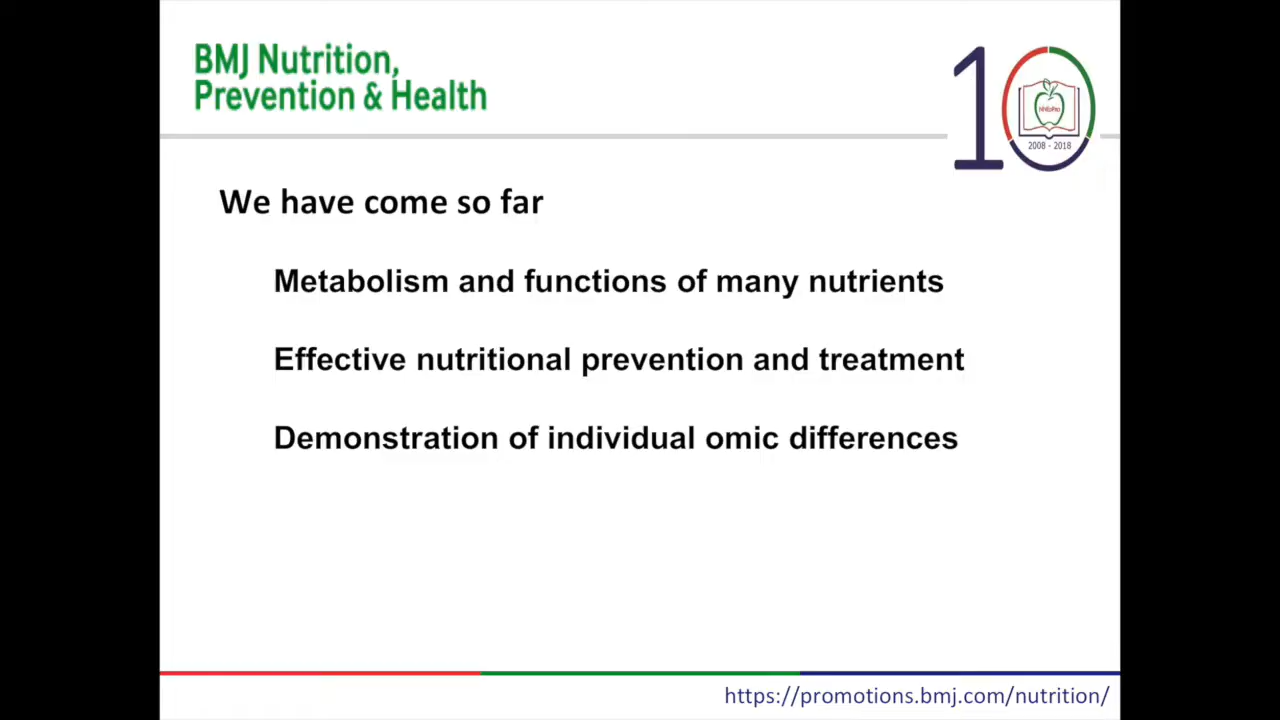 BMJ Nutrition,
Prevention & Health
10
NNEdPro
2008 - 2018
We have come so far
Metabolism and functions of many nutrients
Effective nutritional prevention and treatment
Demonstration of individual omic differences
https://promotions.bmj.com/nutrition/